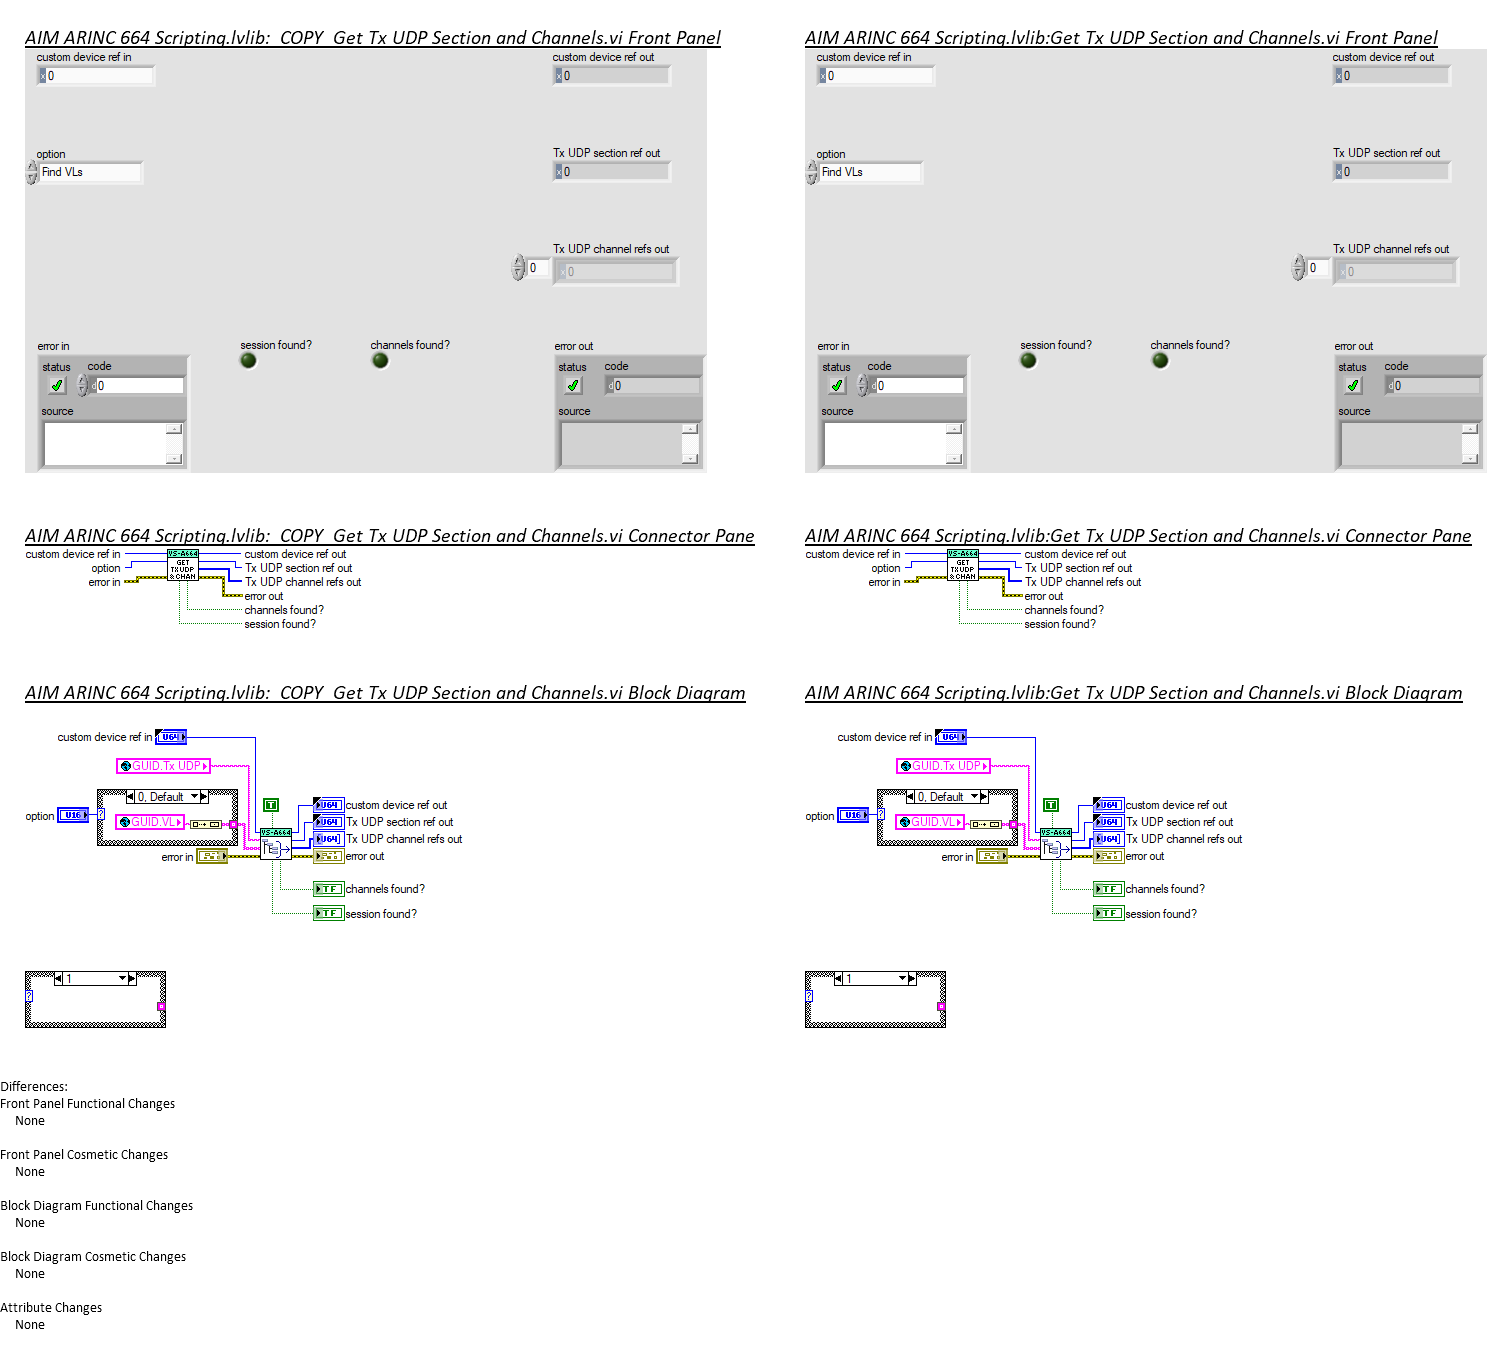 AIM ARINC 664 Scripting.lvlib:  COPY  Get Tx UDP Section and Channels.vi Front Panel
custom device ref in
x 0
custom device ref out
x 0
option
Find VLs
Tx UDP section ref out
x 0
Tx UDP channel refs out
0
x 0
error in
status code
d 0
source
session found?
channels found?
error out
status code
d 0
source
AIM ARINC 664 Scripting.lvlib:Get Tx UDP Section and Channels.vi Front Panel
custom device ref in
x 0
custom device ref out
x 0
option
Find VLs
Tx UDP section ref out
x 0
Tx UDP channel refs out
0
x 0
error in
status code
d 0
source
session found?
channels found?
error out
status code
d 0
source
AIM ARINC 664 Scripting.lvlib:  COPY  Get Tx UDP Section and Channels.vi Connector Pane
custom device ref in
option
error in
VS-A664
GET
TX UDP
& CHAN
custom device ref out
Tx UDP section ref out
Tx UDP channel refs out
error out
channels found?
session found?
AIM ARINC 664 Scripting.lvlib:Get Tx UDP Section and Channels.vi Connector Pane
custom device ref in
option
error in
VS-A664
GET
TX UDP
& CHAN
custom device ref out
Tx UDP section ref out
Tx UDP channel refs out
error out
channels found?
session found?
AIM ARINC 664 Scripting.lvlib:  COPY  Get Tx UDP Section and Channels.vi Block Diagram
custom device ref in U64
GUID.Tx UDP
0, Default
option U16
?
GUID.VL
error in
T
VS-A664
U64 custom device ref out
U64 Tx UDP section ref out
U64 Tx UDP channel refs out
error out
TF channels found?
TF session found?
1
?
AIM ARINC 664 Scripting.lvlib:Get Tx UDP Section and Channels.vi Block Diagram
custom device ref in U64
GUID.Tx UDP
0, Default
option U16
?
GUID.VL
error in
T
VS-A664
U64 custom device ref out
U64 Tx UDP section ref out
U64 Tx UDP channel refs out
error out
TF channels found?
TF session found?
1
?
Differences:
Front Panel Functional Changes
None
Front Panel Cosmetic Changes
None
Block Diagram Functional Changes
None
Block Diagram Cosmetic Changes
None
Attribute Changes
None